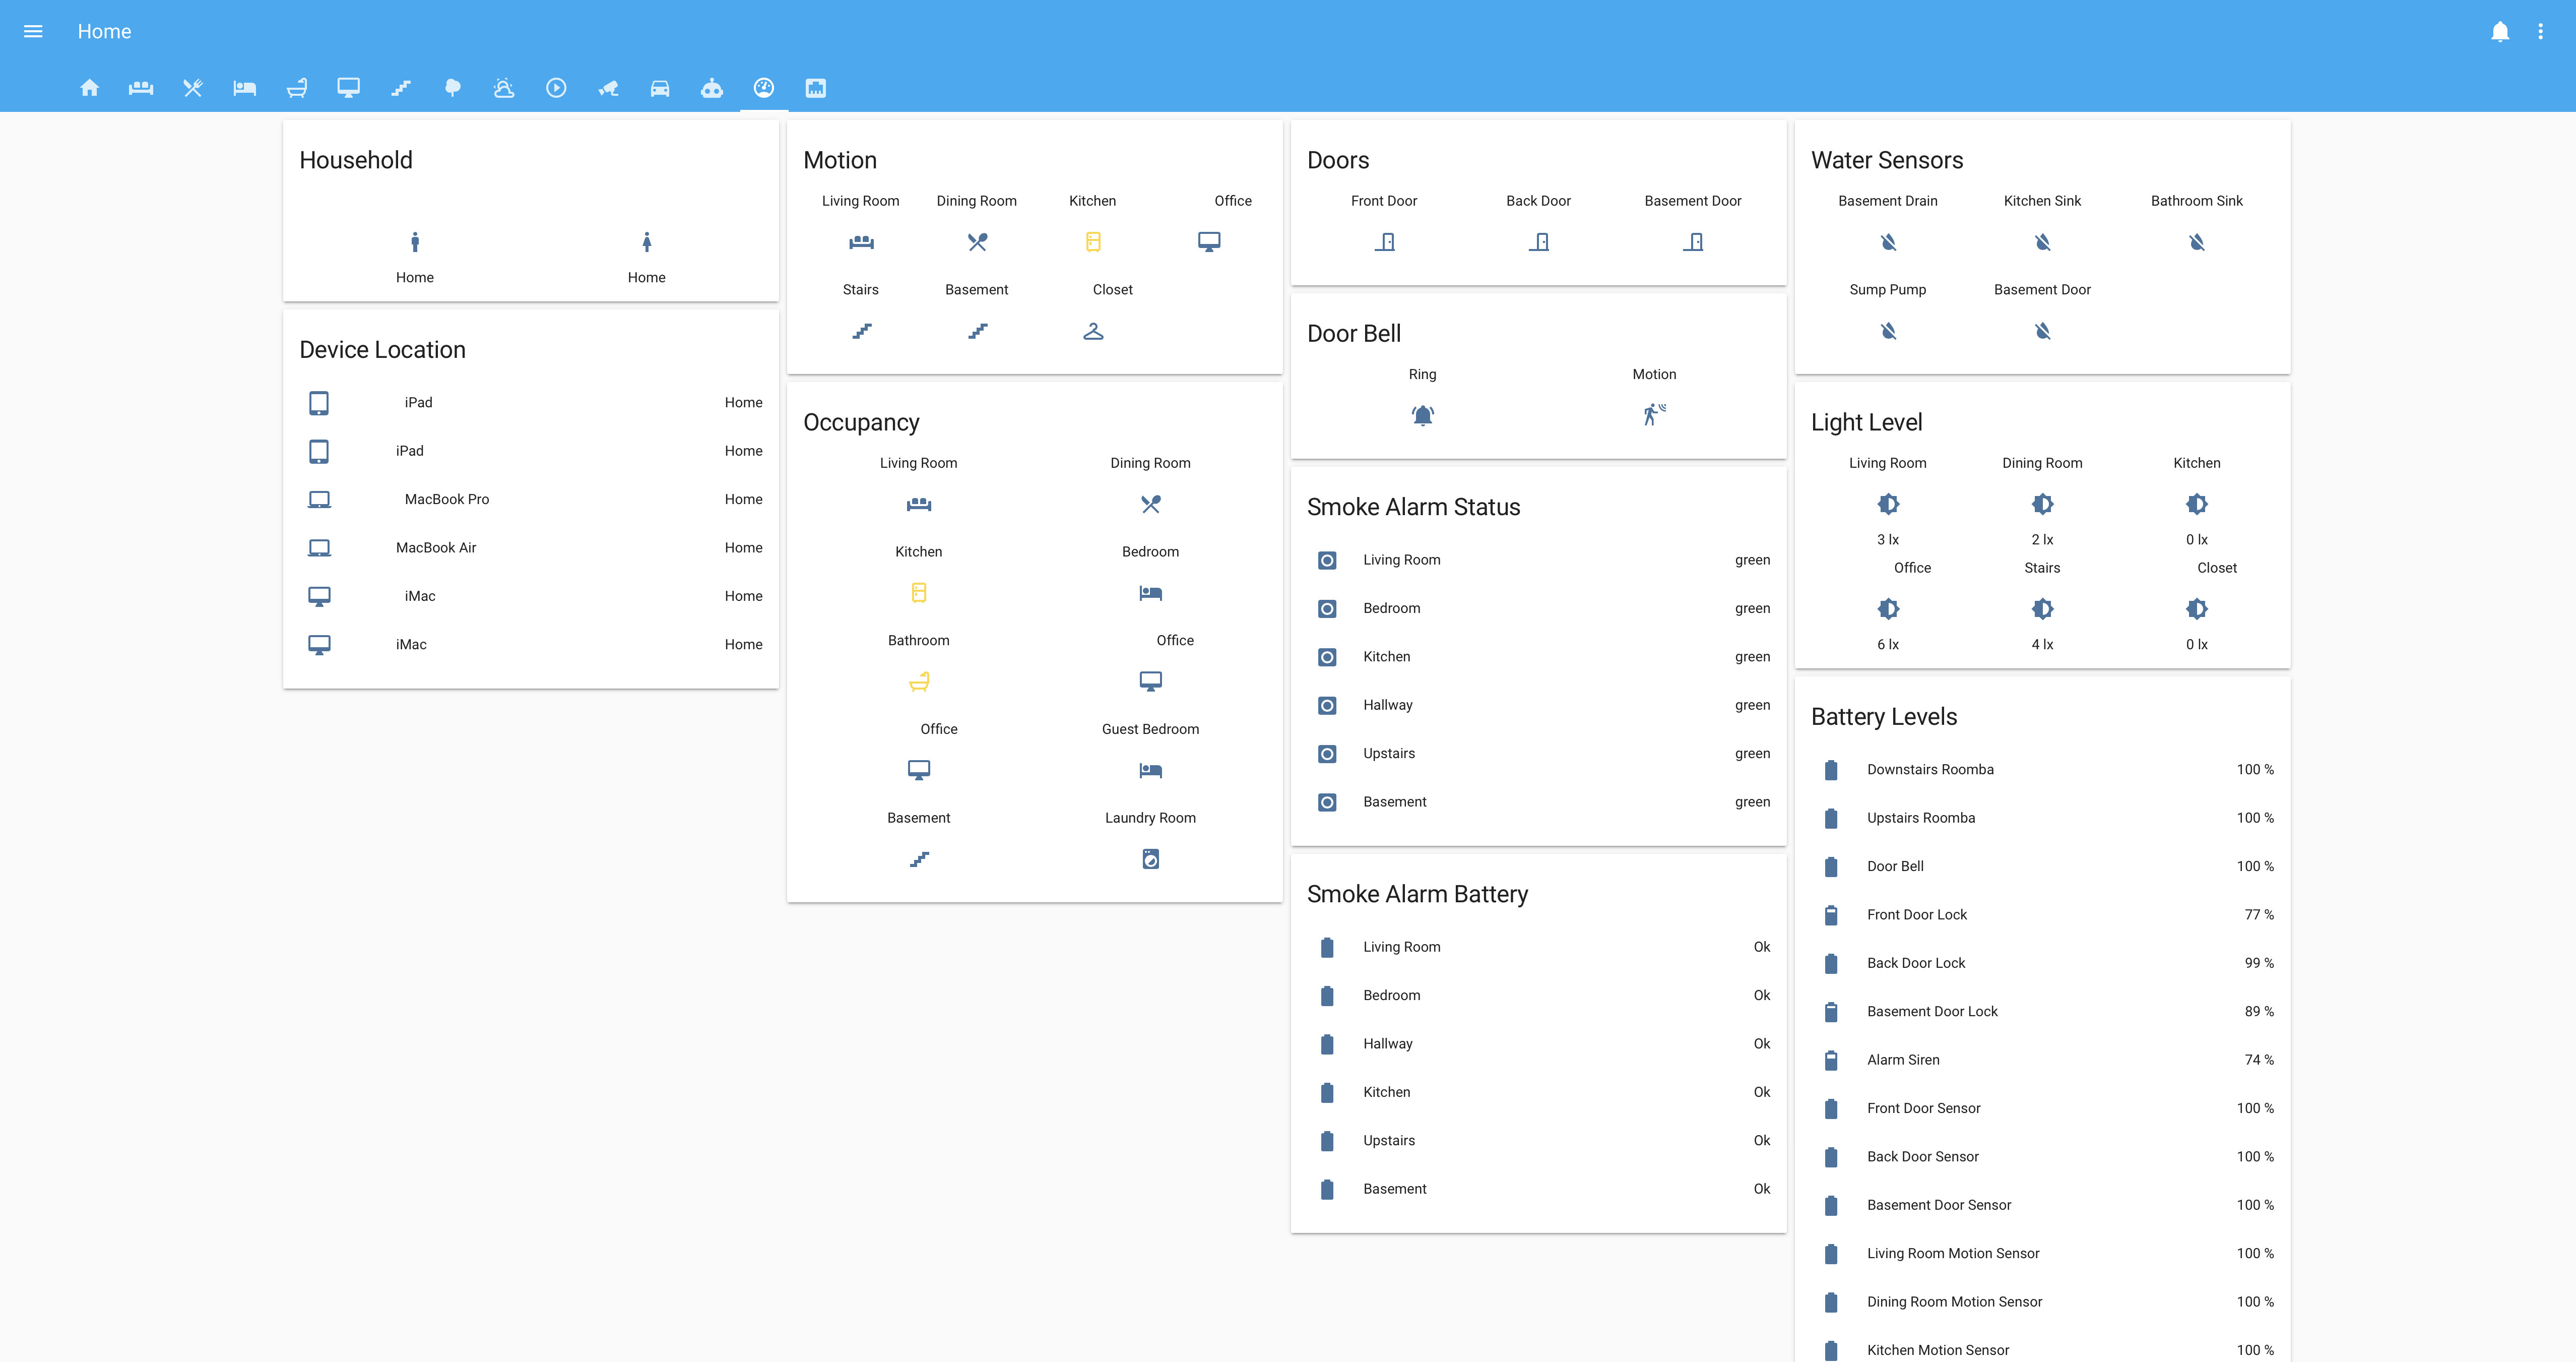 Home
Household
Home Home
Device Location
iPad Home
iPad Home
MacBook Pro Home
MacBook Air Home
iMac Home
iMac Home
Motion
Living Room Dining Room Kitchen Office
Stairs Basement Closet
Occupancy
Living Room Dining Room
Kitchen Bedroom
Bathroom Office
Office Guest Bedroom
Basement Laundry Room
Doors
Front Door Back Door Basement Door
Door Bell
Ring Motion
Smoke Alarm Status
Living Room green
Bedroom green
Kitchen green
Hallway green
Upstairs green
Basement green
Smoke Alarm Battery
Living Room Ok
Bedroom Ok
Hallway Ok
Kitchen Ok
Upstairs Ok
Basement Ok
Water Sensors
Basement Drain Kitchen Sink Bathroom Sink
Sump Pump Basement Door
Light Level
Living Room Dining Room Kitchen
3 lx 2 lx 0 lx
Office Stairs Closet
6 lx 4 lx 0 lx
Battery Levels
Downstairs Roomba 100 %
Upstairs Roomba 100 %
Door Bell 100 %
Front Door Lock 77 %
Back Door Lock 99 %
Basement Door Lock 89 %
Alarm Siren 74 %
Front Door Sensor 100 %
Back Door Sensor 100 %
Basement Door Sensor 100 %
Living Room Motion Sensor 100 %
Dining Room Motion Sensor 100 %
Kitchen Motion Sensor 100 %